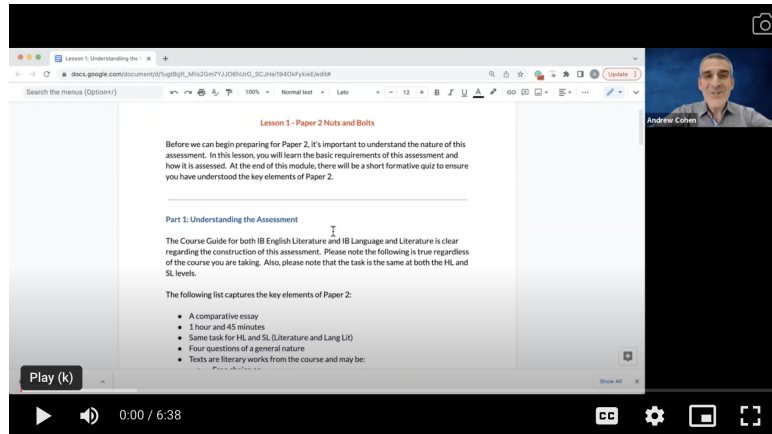 Lesson 1: Understanding the
docs.google.com/document/d/1ugtBgfl_Miis2Gm7YJJO6hUrG_SCJHai1940kFykieE/edit#
Update
Search the menus (Option+/)
100%
Normal text
Lato
12
B I U A
Andrew Cohen
Lesson 1 - Paper 2 Nuts and Bolts
Before we can begin preparing for Paper 2, it's important to understand the nature of this
assessment. In this lesson, you will learn the basic requirements of this assessment and
how it is assessed. At the end of this module, there will be a short formative quiz to ensure
you have understood the key elements of Paper 2.
Part 1: Understanding the Assessment
The Course Guide for both IB English Literature and IB Language and Literature is clear
regarding the construction of this assessment. Please note the following is true regardless
of the course you are taking. Also, please note that the task is the same at both the HL and
SL levels.
The following list captures the key elements of Paper 2:
● A comparative essay
● 1 hour and 45 minutes
● Same task for HL and SL (Literature and Lang Lit)
● Four questions of a general nature
● Texts are literary works from the course and may be:
Play (k)
Show All
0:00 / 6:38
CC